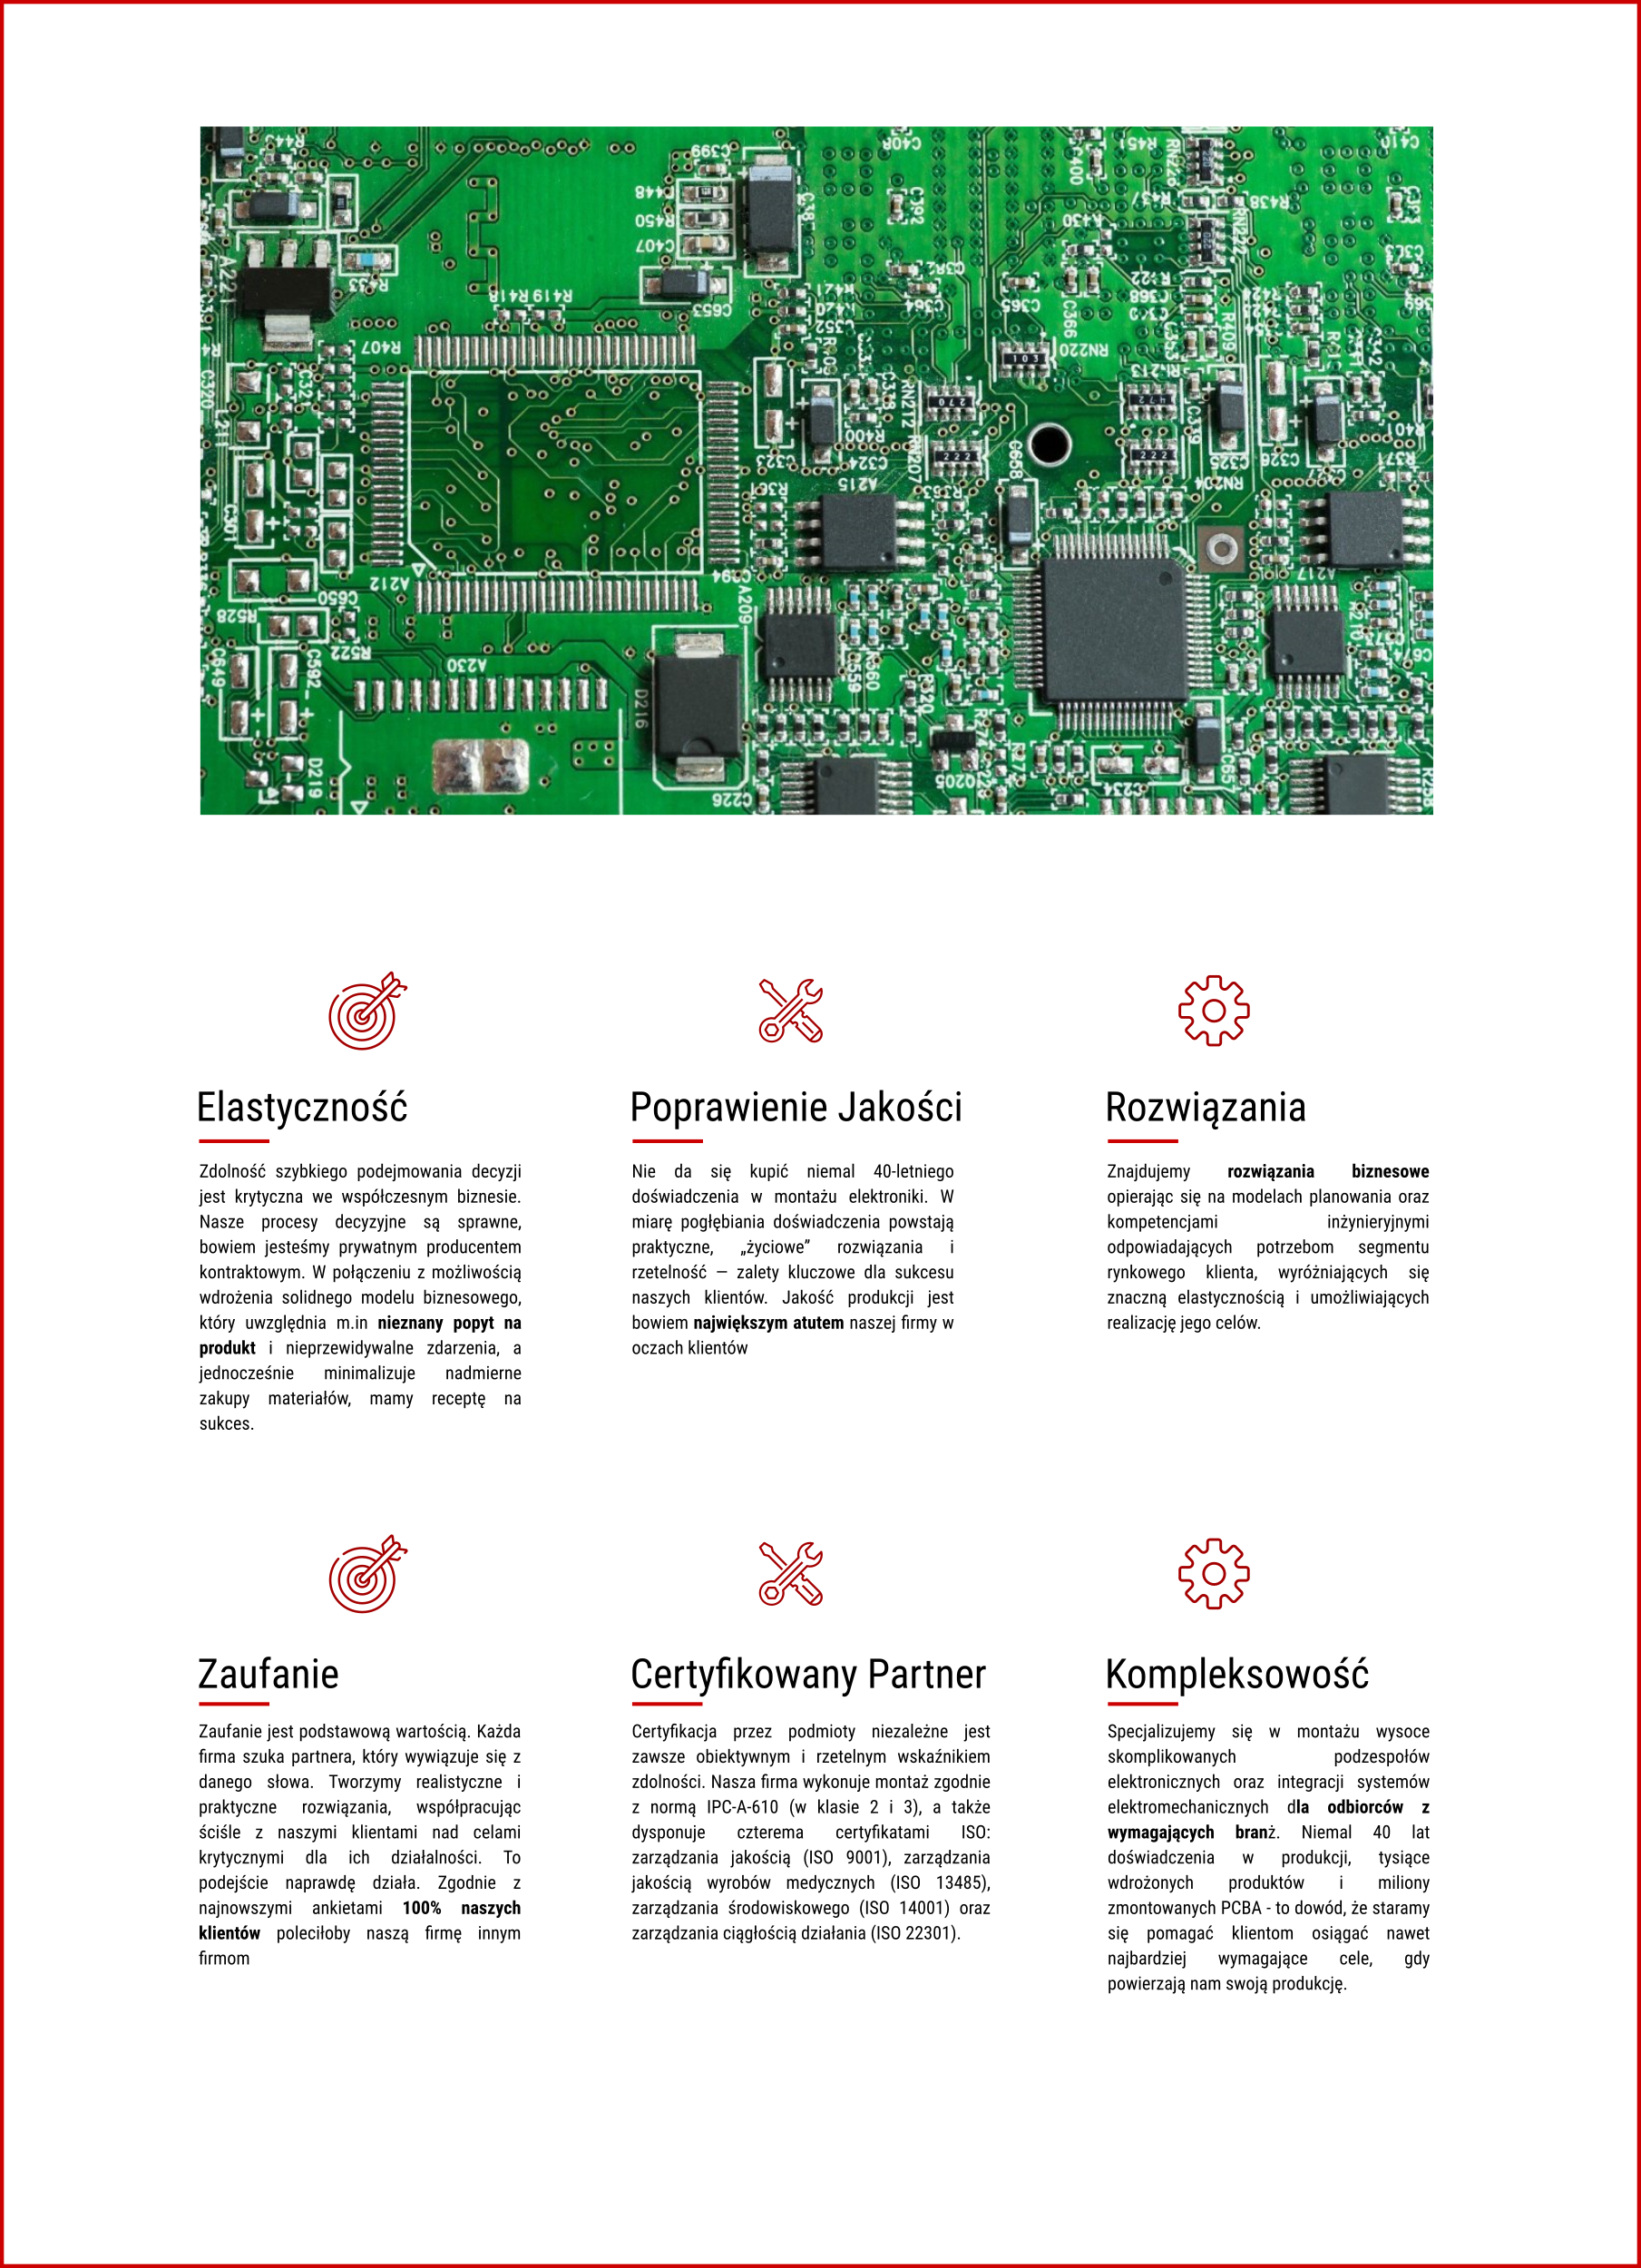 Elastyczność
Zdolność szybkiego podejmowania decyzji
jest krytyczna we współczesnym biznesie.
Nasze procesy decyzyjne są sprawne,
bowiem jesteśmy prywatnym producentem
kontraktowym. W połączeniu z możliwością
wdrożenia solidnego modelu biznesowego,
który uwzględnia m.in nieznany popyt na
produkt i nieprzewidywalne zdarzenia, a
jednocześnie minimalizuje nadmierne
zakupy materiałów, mamy receptę na
sukces.
Poprawienie Jakości
Nie da się kupić niemal 40-letniego
doświadczenia w montażu elektroniki. W
miarę pogłębiania doświadczenia powstają
praktyczne, „życiowe” rozwiązania i
rzetelność — zalety kluczowe dla sukcesu
naszych klientów. Jakość produkcji jest
bowiem największym atutem naszej firmy w
oczach klientów
Rozwiązania
Znajdujemy rozwiązania biznesowe
opierając się na modelach planowania oraz
kompetencjami inżynieryjnymi
odpowiadających potrzebom segmentu
rynkowego klienta, wyróżniających się
znaczną elastycznością i umożliwiających
realizację jego celów.
Zaufanie
Zaufanie jest podstawową wartością. Każda
firma szuka partnera, który wywiązuje się z
danego słowa. Tworzymy realistyczne i
praktyczne rozwiązania, współpracując
ściśle z naszymi klientami nad celami
krytycznymi dla ich działalności. To
podejście naprawdę działa. Zgodnie z
najnowszymi ankietami 100% naszych
klientów poleciłoby naszą firmę innym
firmom
Certyfikowany Partner
Certyfikacja przez podmioty niezależne jest
zawsze obiektywnym i rzetelnym wskaźnikiem
zdolności. Nasza firma wykonuje montaż zgodnie
z normą IPC-A-610 (w klasie 2 i 3), a także
dysponuje czterema certyfikatami ISO:
zarządzania jakością (ISO 9001), zarządzania
jakością wyrobów medycznych (ISO 13485),
zarządzania środowiskowego (ISO 14001) oraz
zarządzania ciągłością działania (ISO 22301).
Kompleksowość
Specjalizujemy się w montażu wysoce
skomplikowanych podzespołów
elektronicznych oraz integracji systemów
elektromechanicznych dla odbiorców z
wymagających branż. Niemal 40 lat
doświadczenia w produkcji, tysiące
wdrożonych produktów i miliony
zmontowanych PCBA - to dowód, że staramy
się pomagać klientom osiągać nawet
najbardziej wymagające cele, gdy
powierzają nam swoją produkcję.